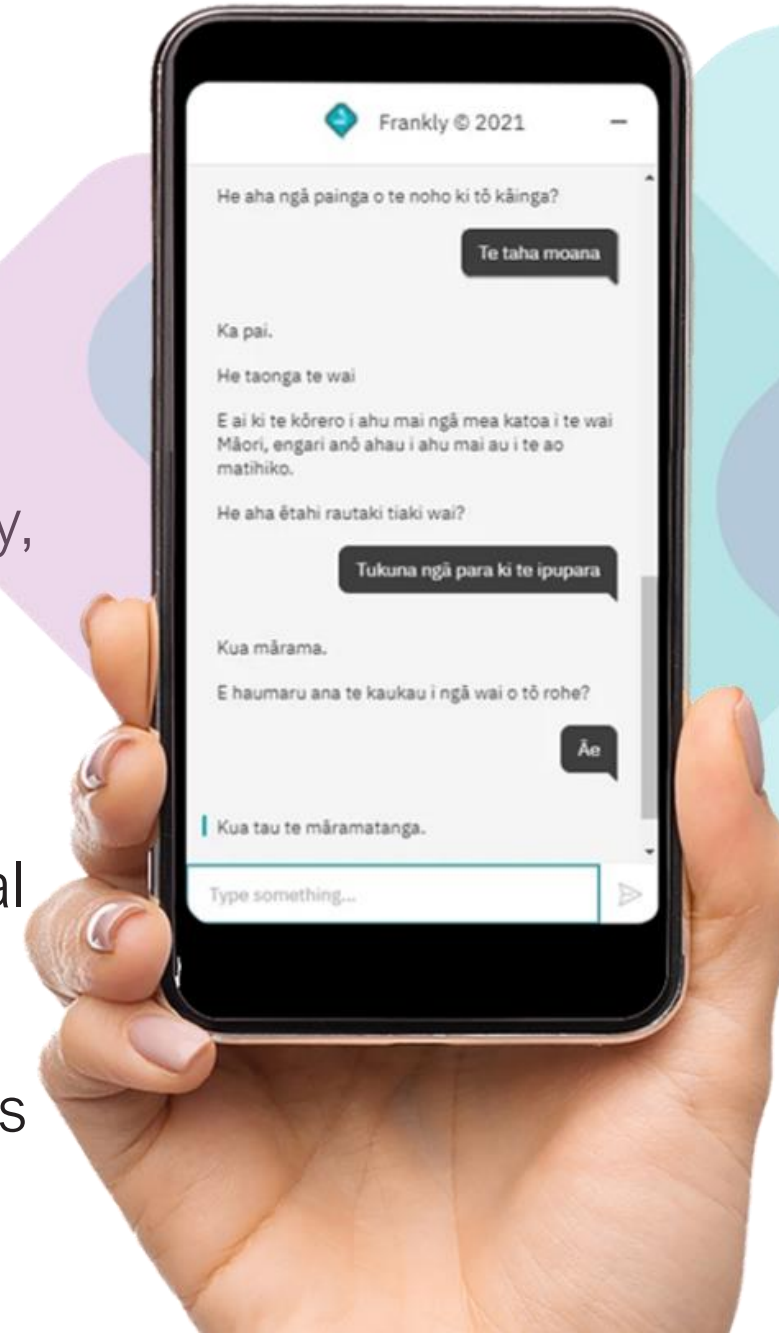 Frankly © 2021
He aha ngā painga o te noho ki tō kāinga?
Te taha moana
Ka pai.
He taonga te wai
E ai ki te kōrero i ahu mai ngā mea katoa i te wai
Māori, engari anō ahau i ahu mai au i te ao
matihiko.
He aha ētahi rautaki tiaki wai?
y,
Tukuna ngā para ki te ipupara
Kua mārama.
E haumaru ana te kaukau i ngā wai o tō rohe?
Āe
Kua tau te māramatanga.
al
Type something...
s